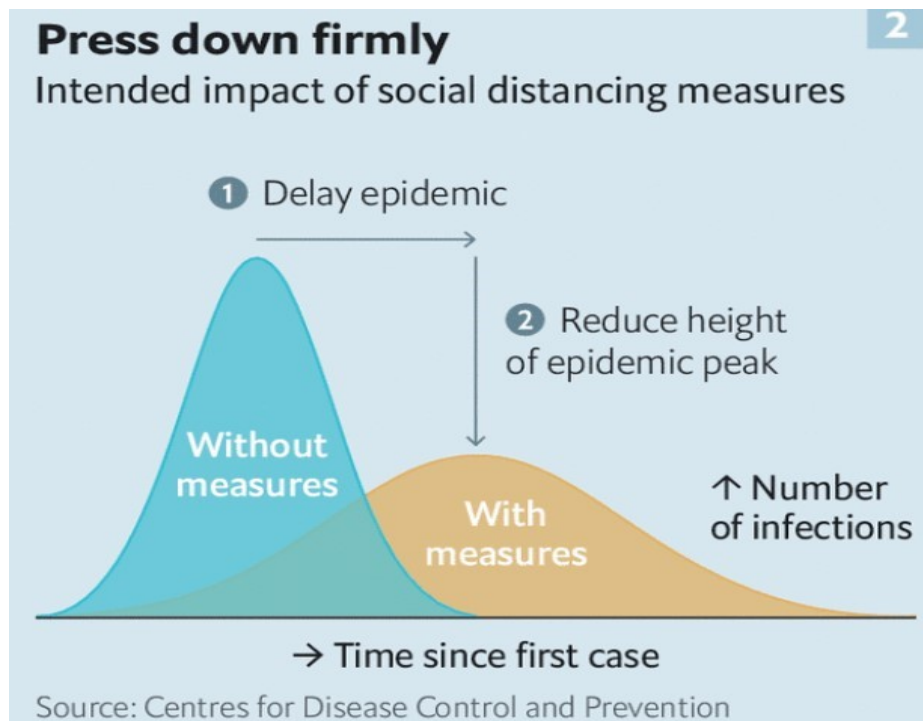 Press down firmly
2
Intended impact of social distancing measures
1 Delay epidemic
2 Reduce height
of epidemic peak
Without
measures
With
measures
↑ Number
of infections
→ Time since first case
Source: Centres for Disease Control and Prevention